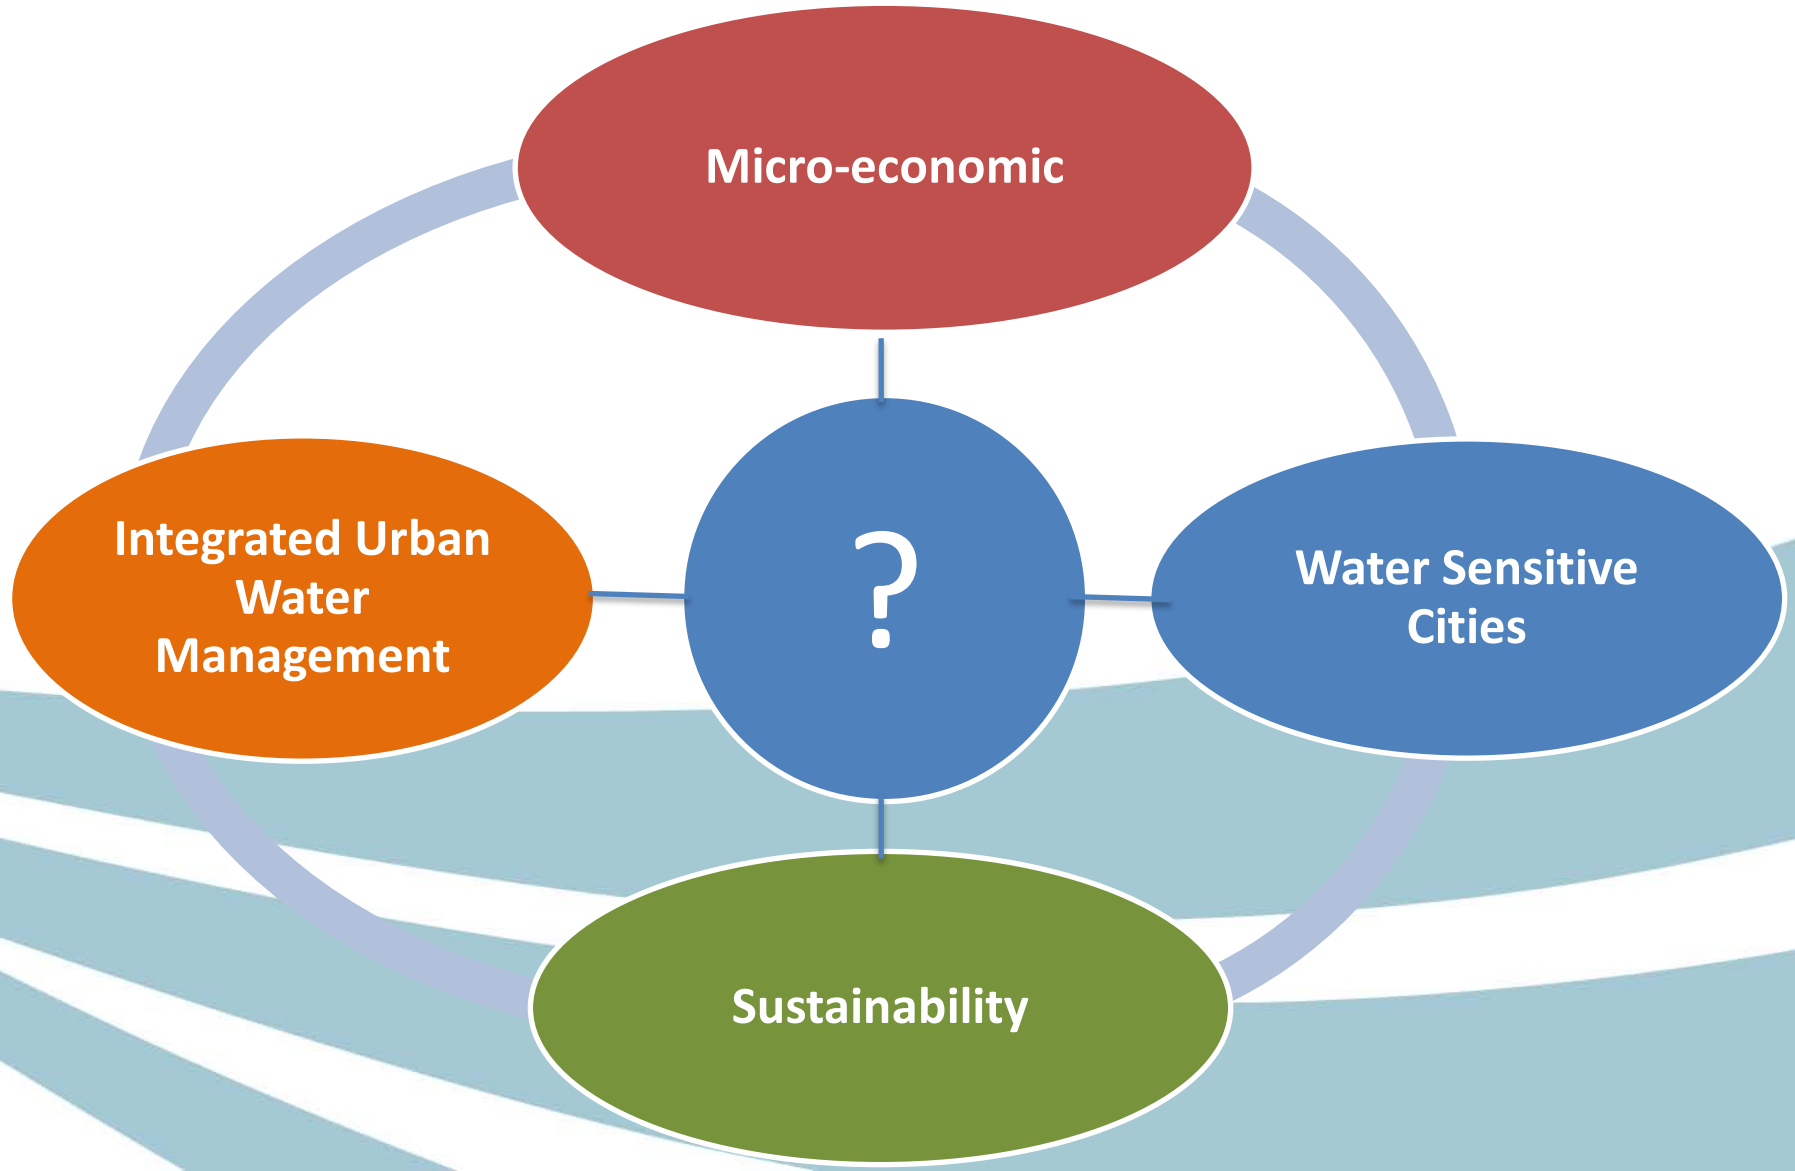 Micro-economic
Integrated Urban
Water
Management
?
Water Sensitive
Cities
Sustainability